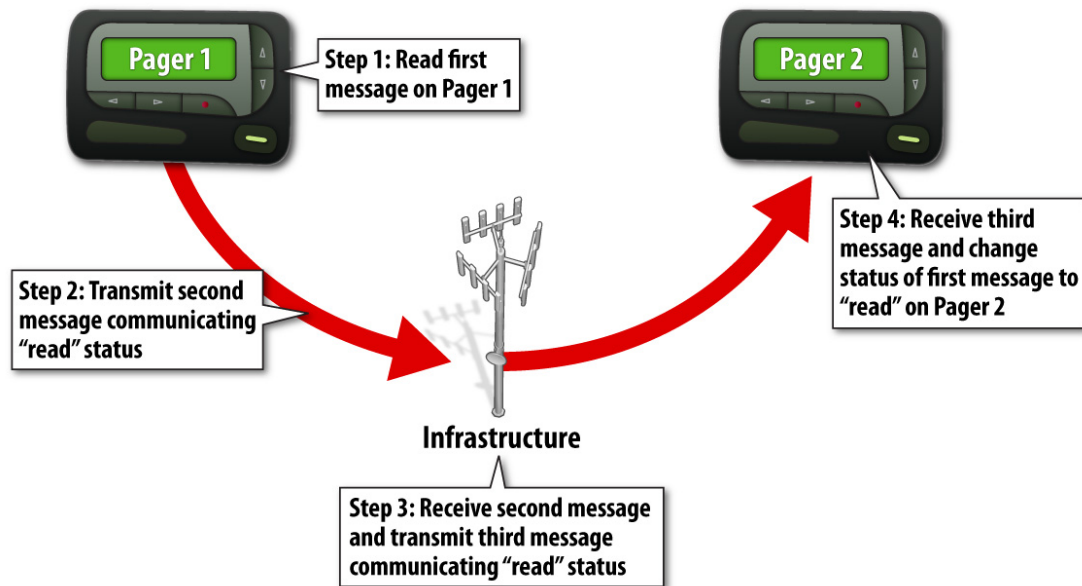 Pager 1
Step 1: Read first
message on Pager 1
Pager 2
Step 2: Transmit second
message communicating
“read” status
Step 4: Receive third
message and change
status of first message to
“read” on Pager 2
Infrastructure
Step 3: Receive second message
and transmit third message
communicating “read” status